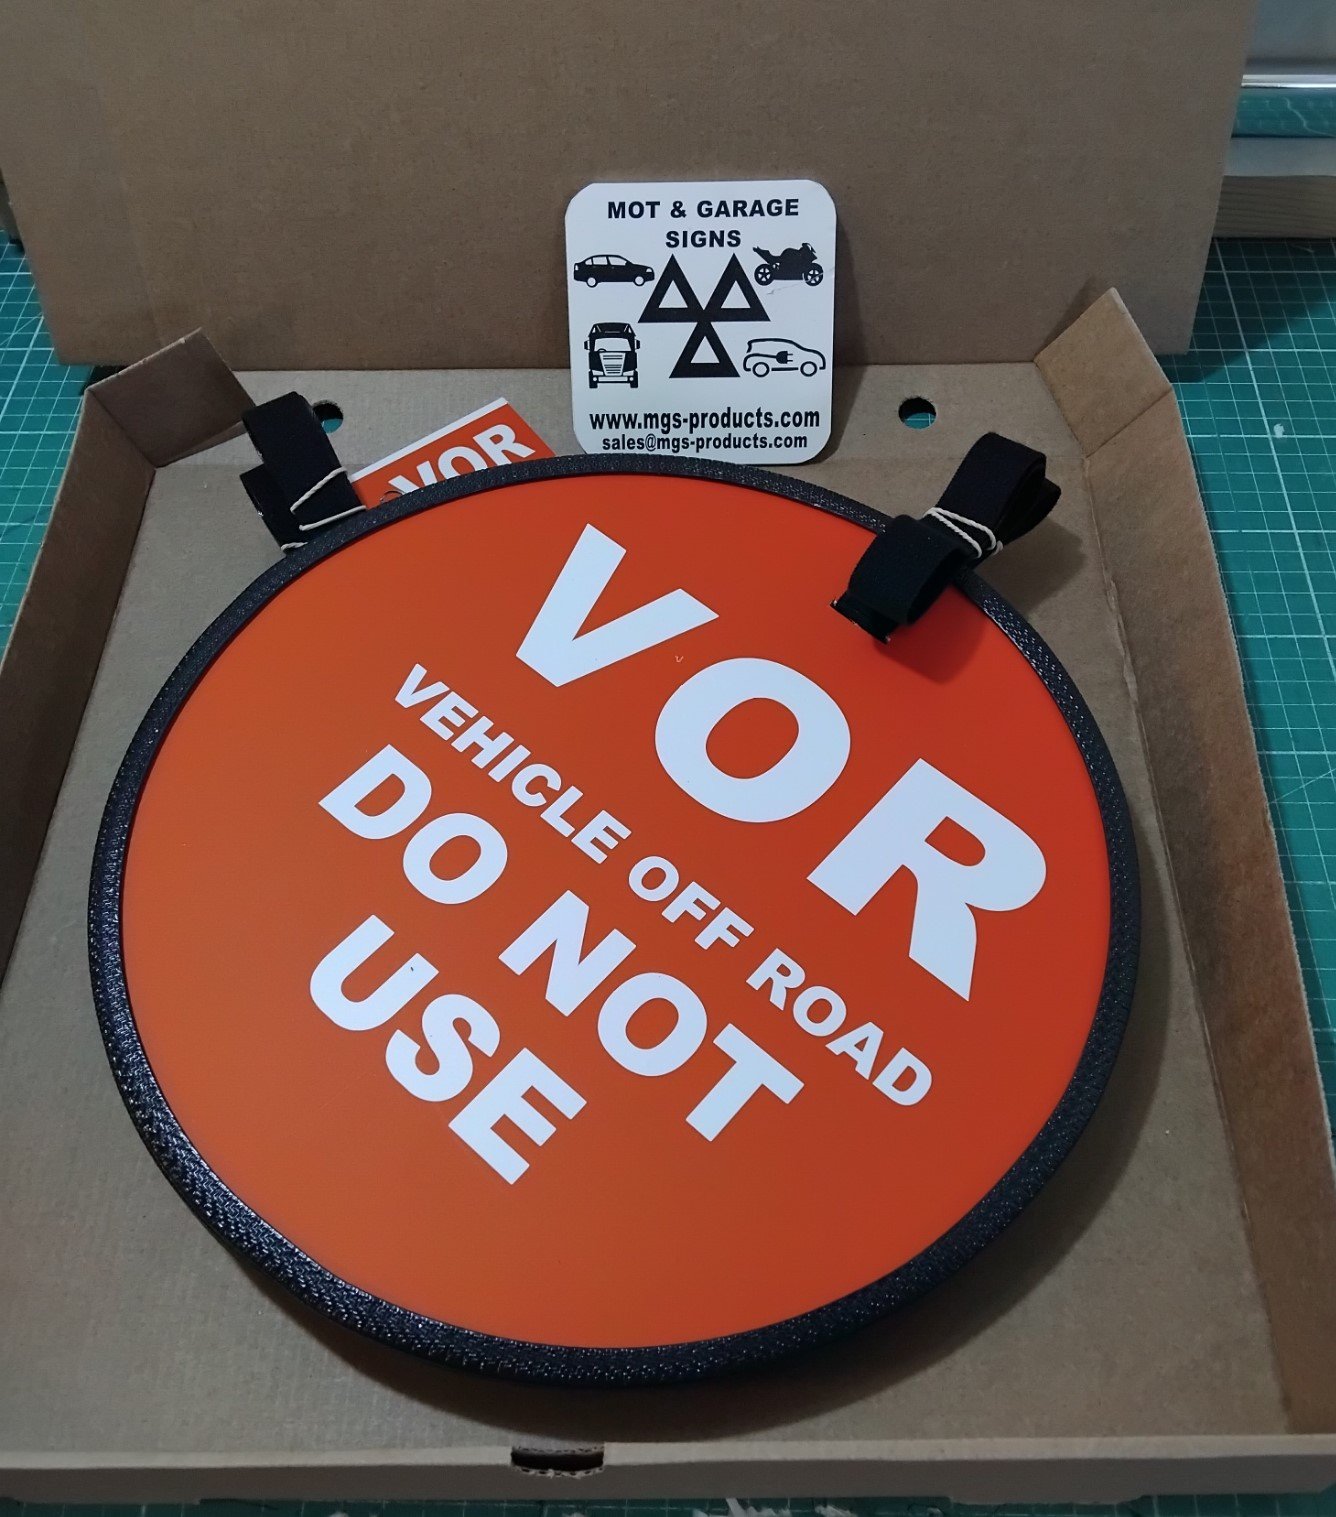 MOT & GARAGE
SIGNS
www.mgs-products.com
sales@mgs-products.com
VOR
VOR
VEHICLE OFF ROAD
DO NOT
USE